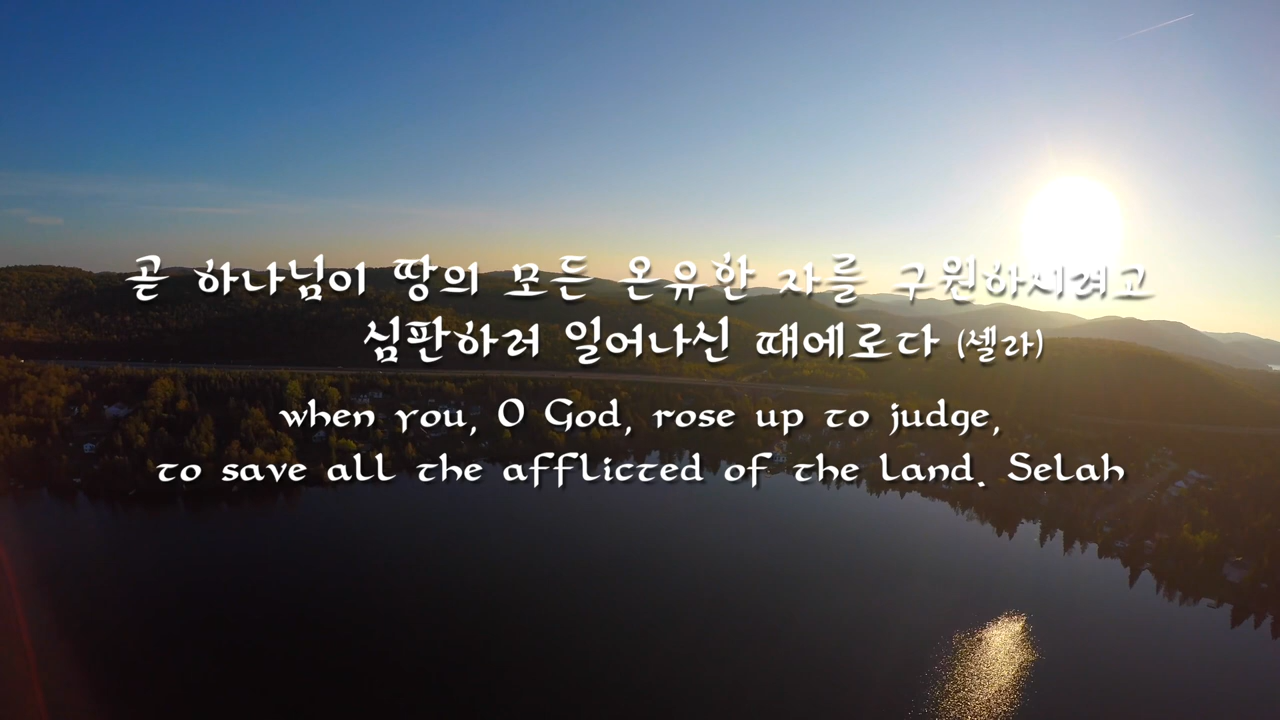 곧 하나님이 땅의 모든 온유한 자를 구원하시려고
심판하러 일어나신 때에로다 (셀라)
when you, O God, rose up to judge,
to save all the afflicted of the land. Selah